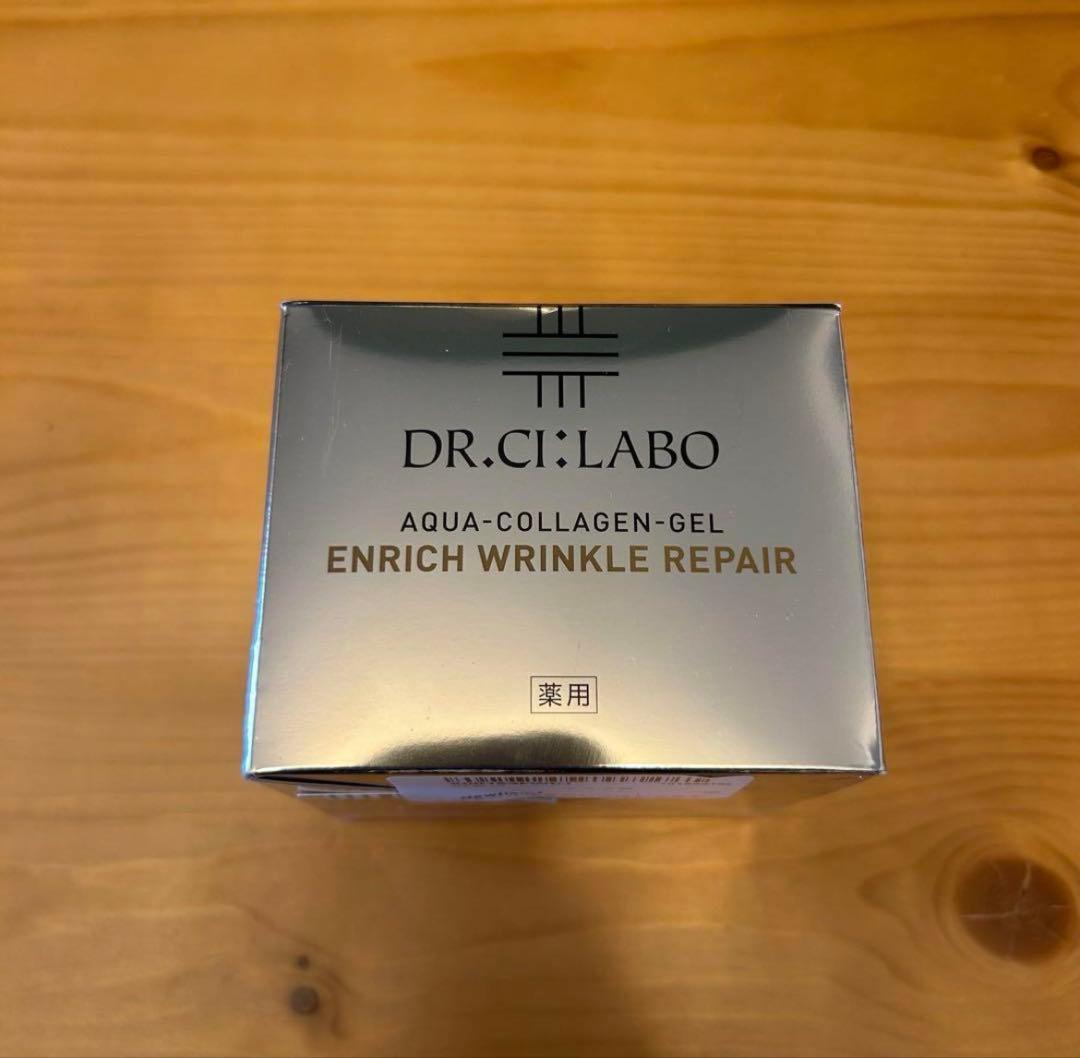 DR.CI:LABO
AQUA-COLLAGEN-GEL
ENRICH WRINKLE REPAIR
薬用